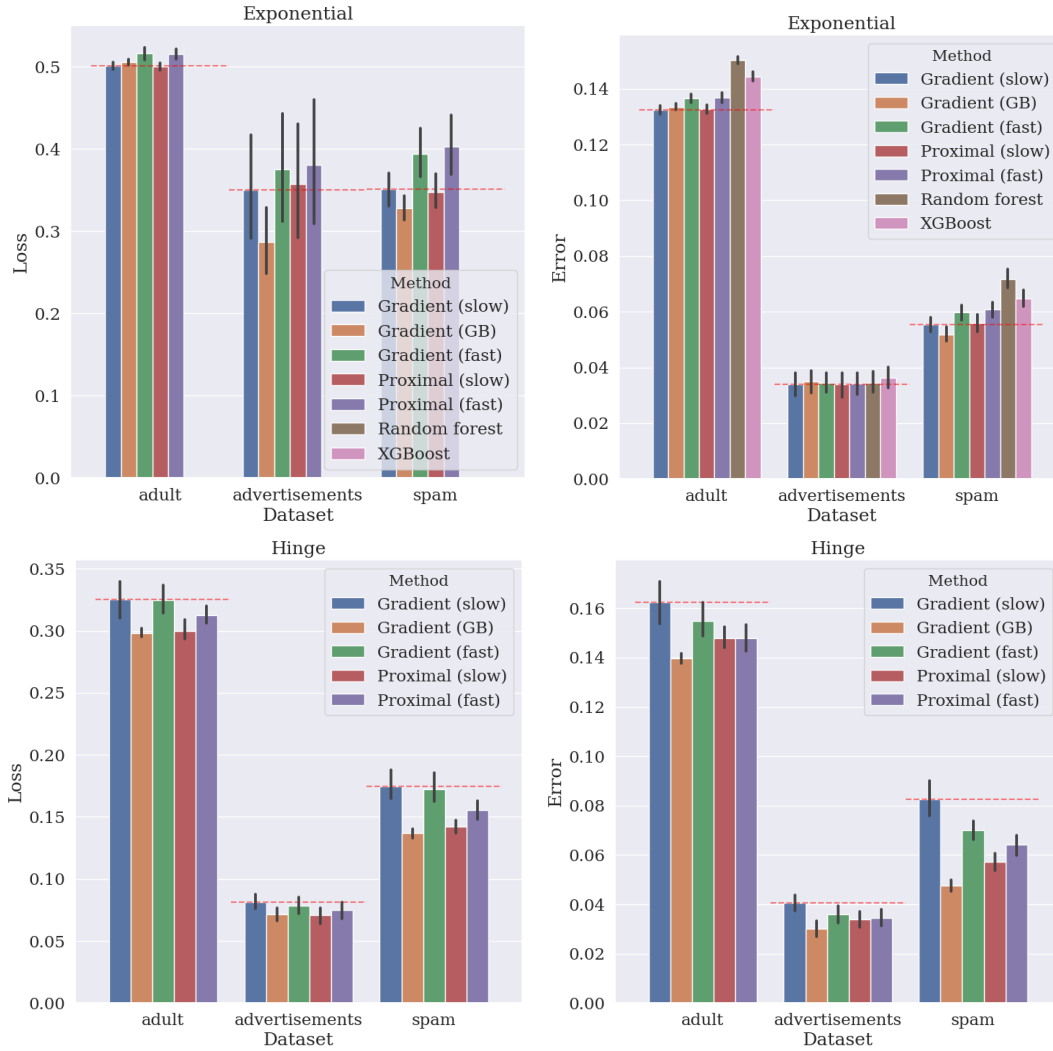 Exponential
Loss
0.5
0.4
0.3
0.2
0.1
0.0
Method
Gradient (slow)
Gradient (GB)
Gradient (fast)
Proximal (slow)
Proximal (fast)
Random forest
XGBoost
adult advertisements spam
Dataset
Exponential
Error
0.14
0.12
0.10
0.08
0.06
0.04
0.02
0.00
Method
Gradient (slow)
Gradient (GB)
Gradient (fast)
Proximal (slow)
Proximal (fast)
Random forest
XGBoost
adult advertisements spam
Dataset
Hinge
Loss
0.35
0.30
0.25
0.20
0.15
0.10
0.05
0.00
Method
Gradient (slow)
Gradient (GB)
Gradient (fast)
Proximal (slow)
Proximal (fast)
adult advertisements spam
Dataset
Hinge
Error
0.16
0.14
0.12
0.10
0.08
0.06
0.04
0.02
0.00
Method
Gradient (slow)
Gradient (GB)
Gradient (fast)
Proximal (slow)
Proximal (fast)
adult advertisements spam
Dataset